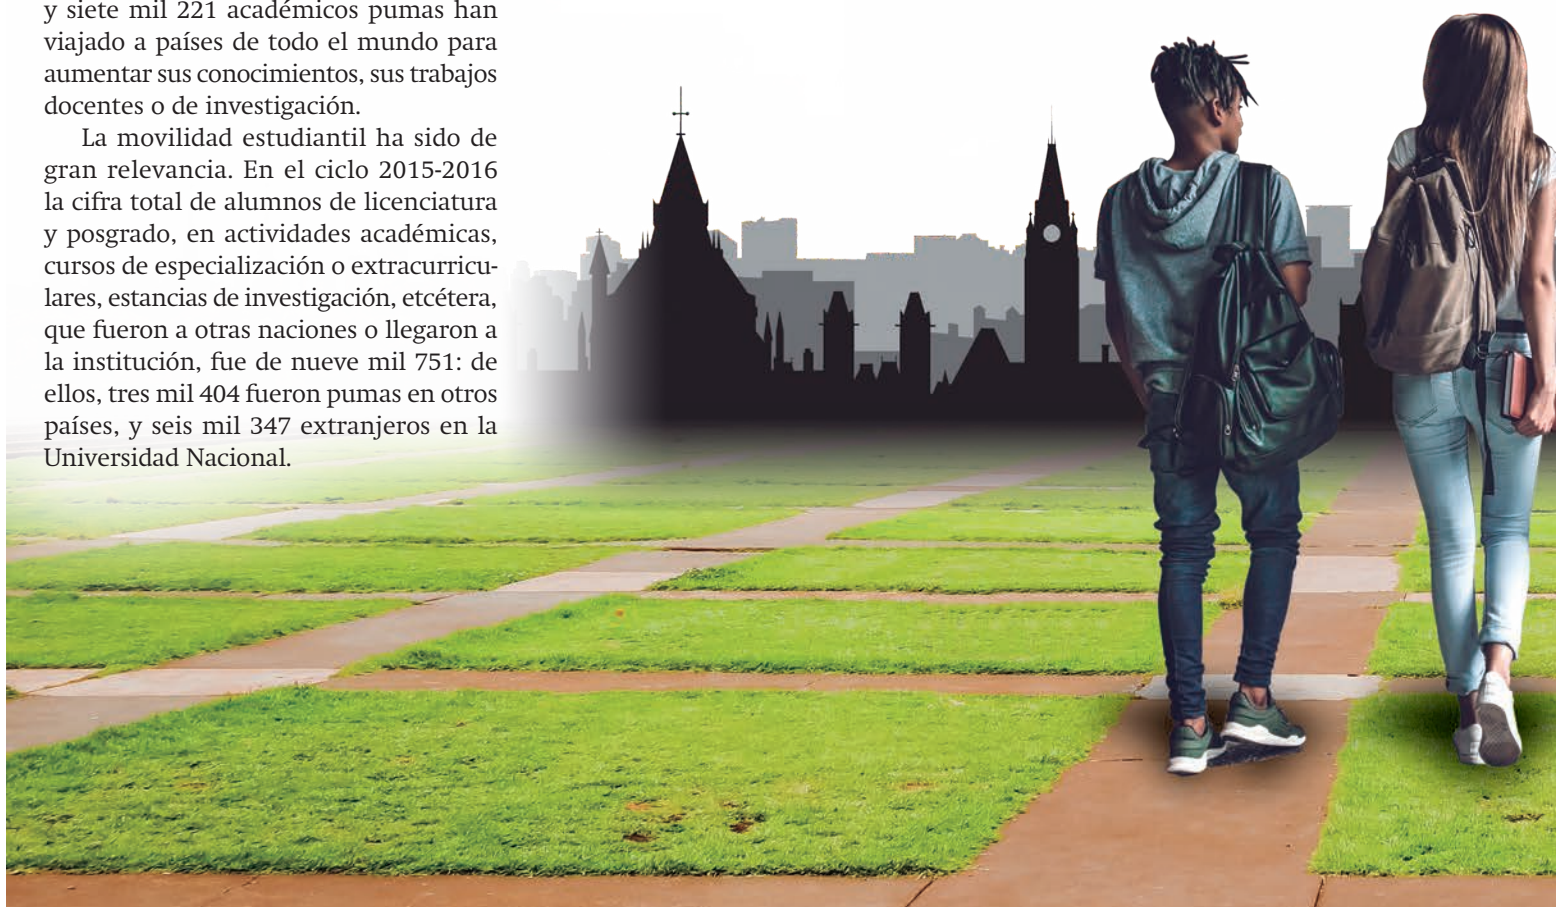 y siete mil 221 académicos pumas han
viajado a países de todo el mundo para
aumentar sus conocimientos, sus trabajos
docentes o de investigación.
La movilidad estudiantil ha sido de
gran relevancia. En el ciclo 2015-2016
la cifra total de alumnos de licenciatura
y posgrado, en actividades académicas,
cursos de especialización o extracurricu-
lares, estancias de investigación, etcétera,
que fueron a otras naciones o llegaron a
la institución, fue de nueve mil 751: de
ellos, tres mil 404 fueron pumas en otros
países, y seis mil 347 extranjeros en la
Universidad Nacional.